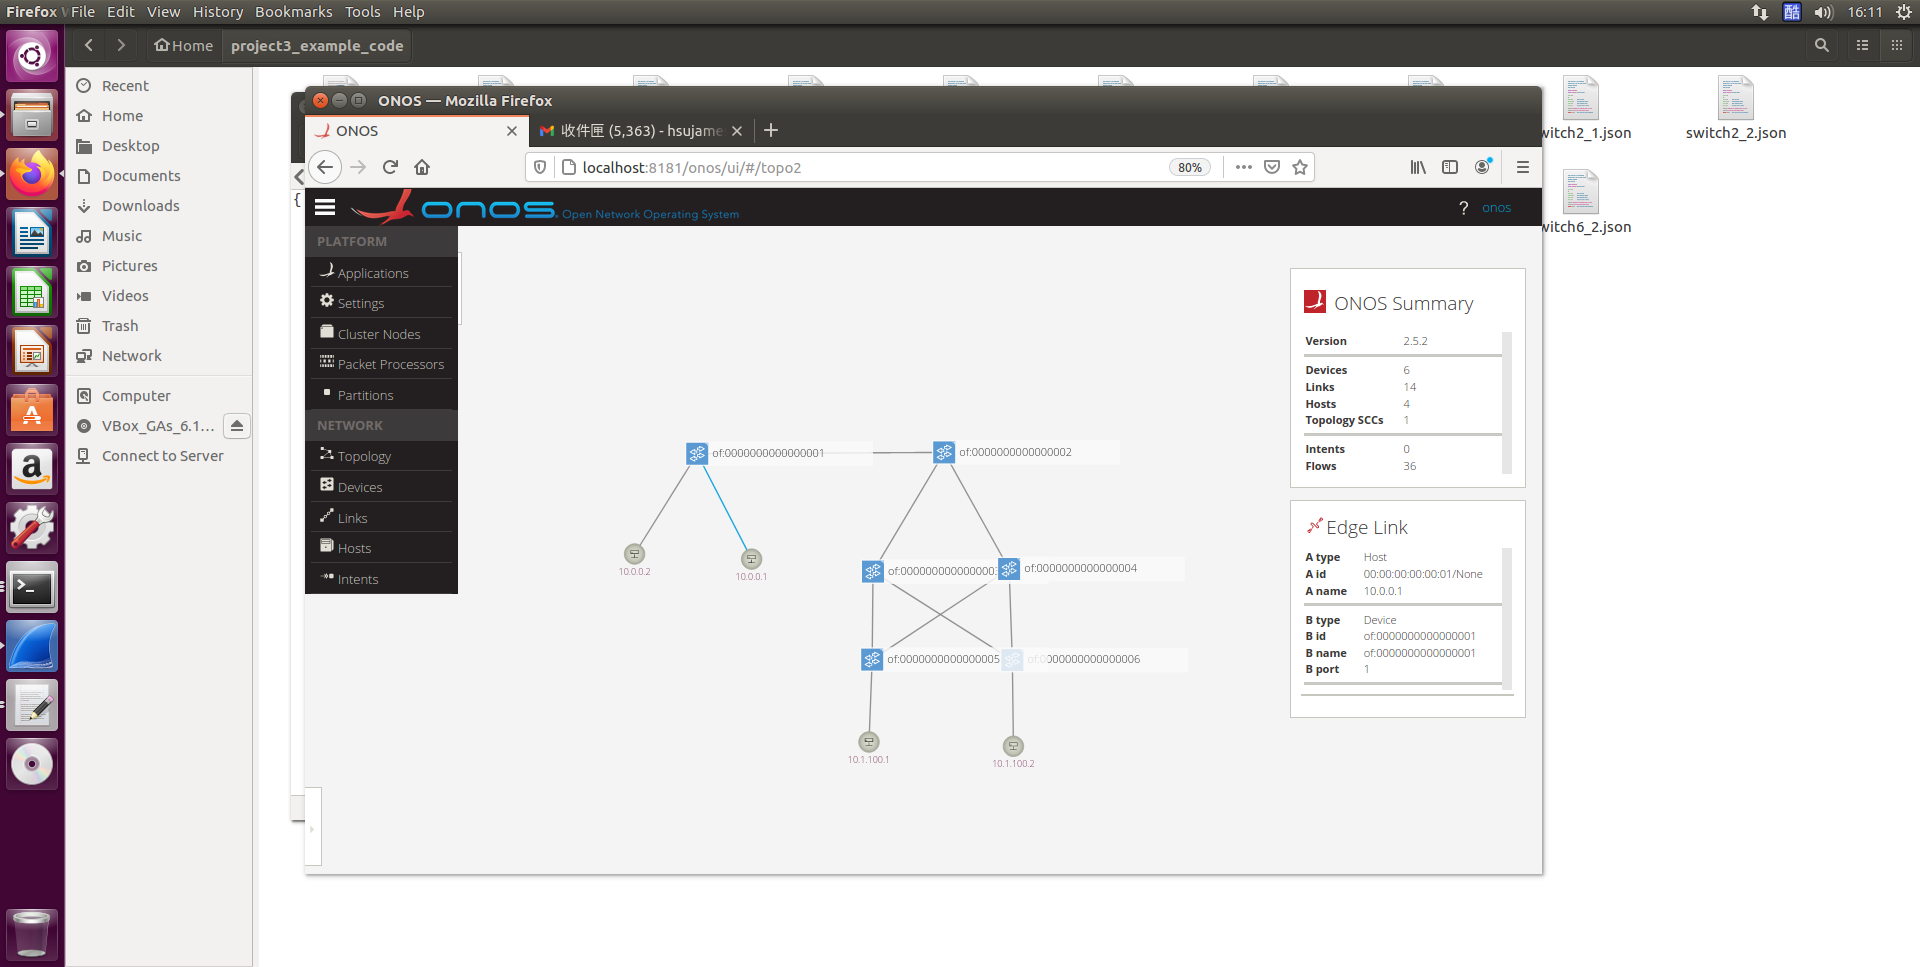 Firefox W File Edit View History Bookmarks Tools Help
酷
16:11
Home
project3_example_code
Recent
Home
Desktop
Documents
Downloads
Music
Pictures
Videos
Trash
Network
Computer
VBox_GAs_6.1...
Connect to Server
witch2_1.json
switch2_2.json
witch6_2.json
{
ONOS — Mozilla Firefox
ONOS
收件匣 (5,363) - hsujame
localhost:8181/onos/ui/#/topo2
80%
onos. Open Network Operating System
? onos
PLATFORM
Applications
Settings
Cluster Nodes
Packet Processors
Partitions
NETWORK
Topology
Devices
Links
Hosts
Intents
of:0000000000000001
of:0000000000000002
10.0.0.2
10.0.0.1
of:000000000000000
of:0000000000000004
of:0000000000000005
of:0000000000000006
10.1.100.1
10.1.100.2
ONOS Summary
Version 2.5.2
Devices 6
Links 14
Hosts 4
Topology SCCs 1
Intents 0
Flows 36
Edge Link
A type Host
A id 00:00:00:00:00:01/None
A name 10.0.0.1
B type Device
B id of:0000000000000001
B name of:0000000000000001
B port 1